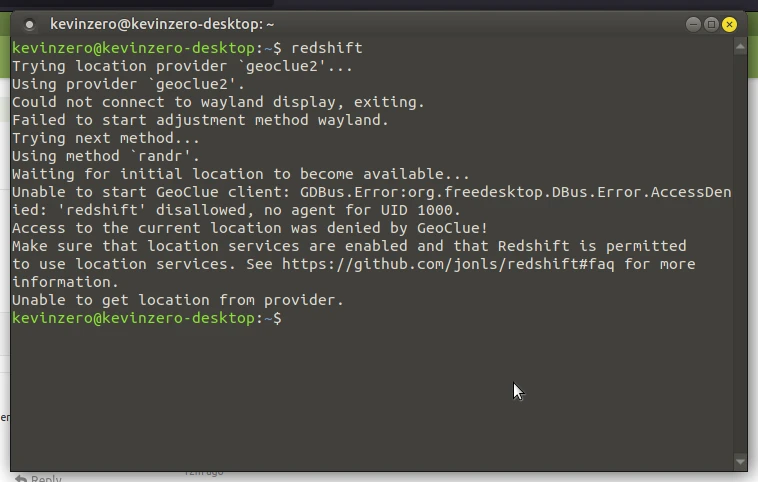 kevinzero@kevinzero-desktop: ~
kevinzero@kevinzero-desktop:~$ redshift
Trying location provider `geoclue2'...
Using provider `geoclue2'.
Could not connect to wayland display, exiting.
Failed to start adjustment method wayland.
Trying next method...
Using method `randr'.
Waiting for initial location to become available...
Unable to start GeoClue client: GDBus.Error:org.freedesktop.DBus.Error.AccessDen
ied: 'redshift' disallowed, no agent for UID 1000.
Access to the current location was denied by GeoClue!
Make sure that location services are enabled and that Redshift is permitted
to use location services. See https://github.com/jonls/redshift#faq for more
information.
Unable to get location from provider.
kevinzero@kevinzero-desktop:~$
er
Reply